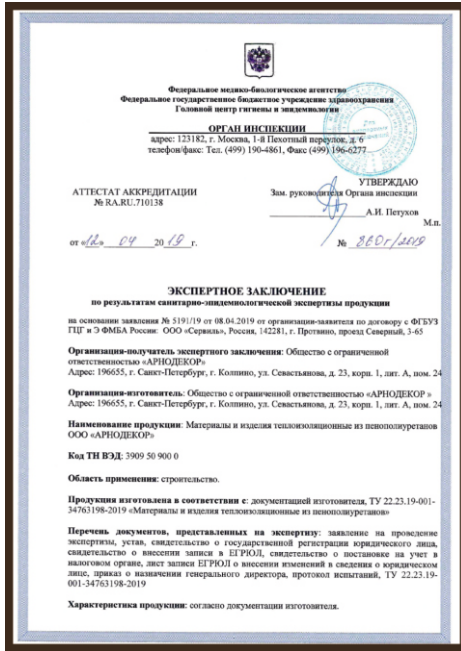 Федеральное медико-биологическое агентство
Федеральное государственное бюджетное учреждение здравоохранения
Головной центр гигиены и эпидемиологии
ОРГАН ИНСПЕКЦИИ
адрес: 123182, г. Москва, 1-й Пехотный переулок, д. 6
телефон/факс: Тел. (499) 190-4861, Факс (499) 196-6277
УТВЕРЖДАЮ
АТТЕСТАТ АККРЕДИТАЦИИ
№ RA.RU.710138
Зам. руководителя Органа инспекции
А.И. Петухов
М.п.
от «12» 04 2019 г.
№ 860г/2019
ЭКСПЕРТНОЕ ЗАКЛЮЧЕНИЕ
по результатам санитарно-эпидемиологической экспертизы продукции
на основании заявления № 5191/19 от 08.04.2019 от организации-заявителя по договору с ФГБУЗ
ГЦГ и Э ФМБА России: ООО «Сервиль», Россия, 142281, г. Протвино, проезд Северный, 3-65
Организация-получатель экспертного заключения: Общество с ограниченной
ответственностью «АРНОДЕКОР»
Адрес: 196655, г. Санкт-Петербург, г. Колпино, ул. Севастьянова, д. 23, корп. 1, лит. А, пом. 24
Организация-изготовитель: Общество с ограниченной ответственностью «АРНОДЕКОР »
Адрес: 196655, г. Санкт-Петербург, г. Колпино, ул. Севастьянова, д. 23, корп. 1, лит. А, пом. 24
Наименование продукции: Материалы и изделия теплоизоляционные из пенополиуретанов
ООО «АРНОДЕКОР»
Код ТН ВЭД: 3909 50 900 0
Область применения: строительство.
Продукция изготовлена в соответствии с: документацией изготовителя, ТУ 22.23.19-001-
34763198-2019 «Материалы и изделия теплоизоляционные из пенополиуретанов»
Перечень документов, представленных на экспертизу: заявление на проведение
экспертизы, устав, свидетельство о государственной регистрации юридического лица,
свидетельство о внесении записи в ЕГРЮЛ, свидетельство о постановке на учет в
налоговом органе, лист записи ЕГРЮЛ о внесении изменений в сведения о юридическом
лице, приказ о назначении генерального директора, протокол испытаний, ТУ 22.23.19-
001-34763198-2019
Характеристика продукции: согласно документации изготовителя.